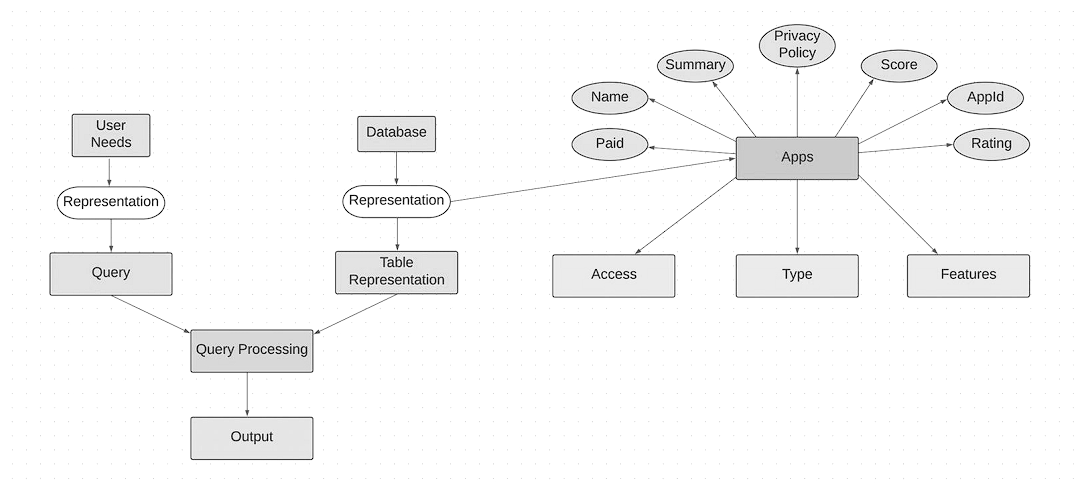 Privacy
Policy
Summary
Score
Name
AppId
User
Needs
Database
Paid
Apps
Rating
Representation
Representation
Query
Table
Representation
Access
Type
Features
Query Processing
Output